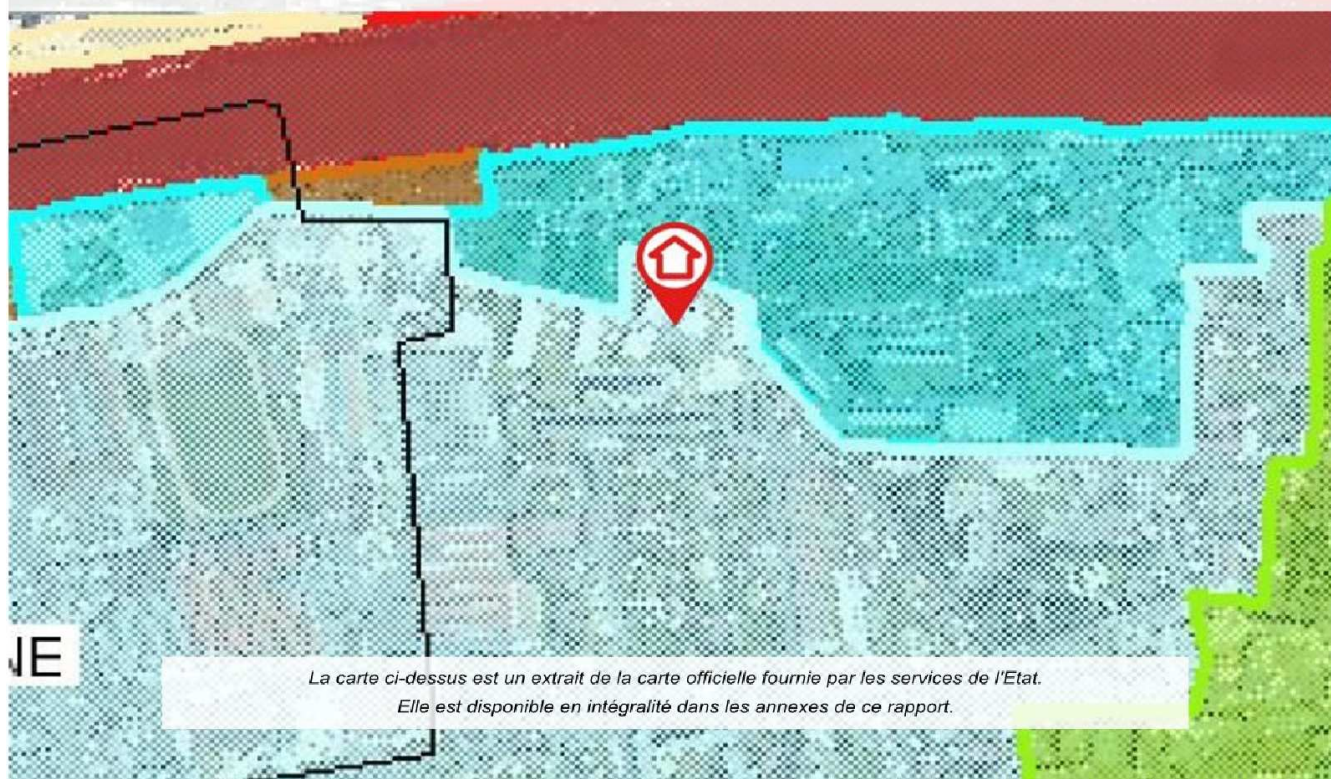 NE
La carte ci-dessus est un extrait de la carte officielle fournie par les services de l'Etat.
Elle est disponible en intégralité dans les annexes de ce rapport.